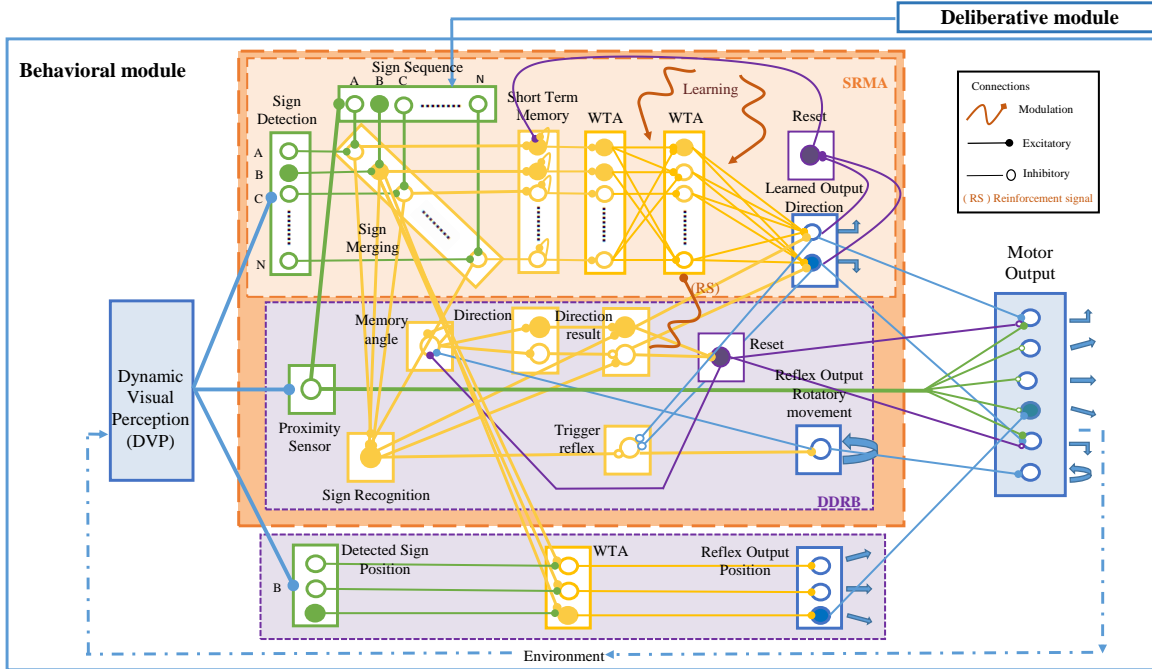 Deliberative module
Behavioral module
Sign Sequence
A
B
C
N
Sign
Detection
A
B
C
N
Sign
Merging
Short Term
Memory
WTA
WTA
Learning
SRMA
Reset
Learned Output
Direction
(RS)
Connections
Modulation
Excitatory
Inhibitory
( RS ) Reinforcement signal
Motor
Output
Memory
angle
Direction
Direction
result
Reset
Reflex Output
Rotatory
movement
Dynamic
Visual
Perception
(DVP)
Proximity
Sensor
Trigger
reflex
Sign Recognition
DDRB
Detected Sign
Position
B
WTA
Reflex Output
Position
Environment